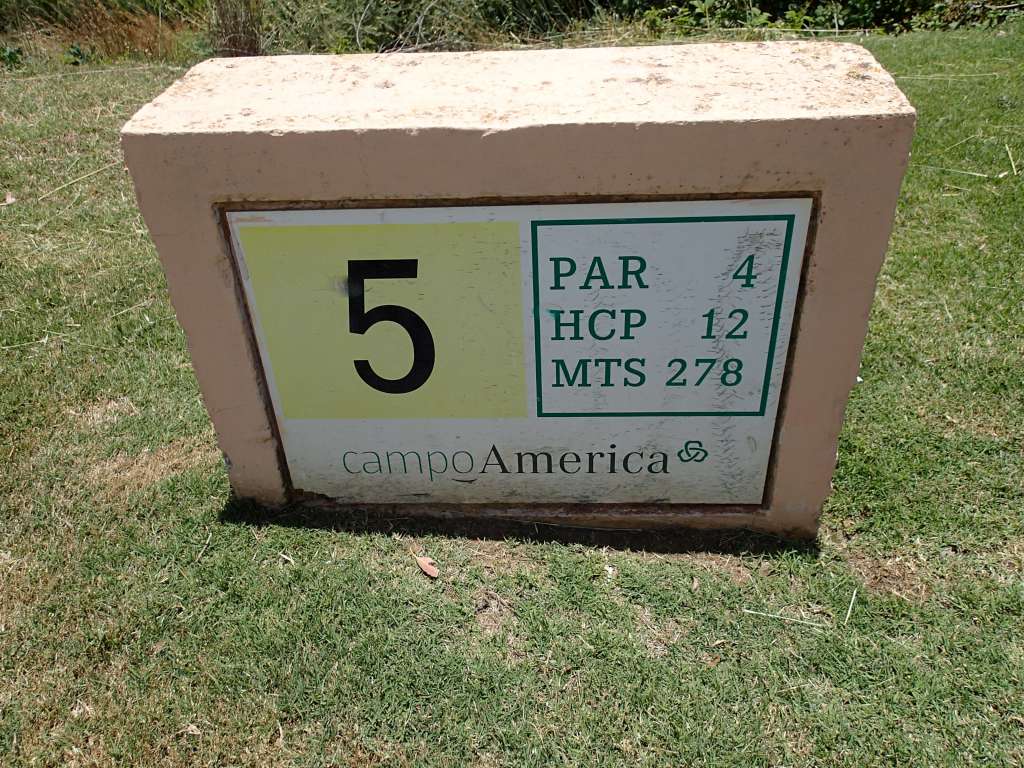 5
PAR 4
HCP 12
MTS 278
campoAmerica